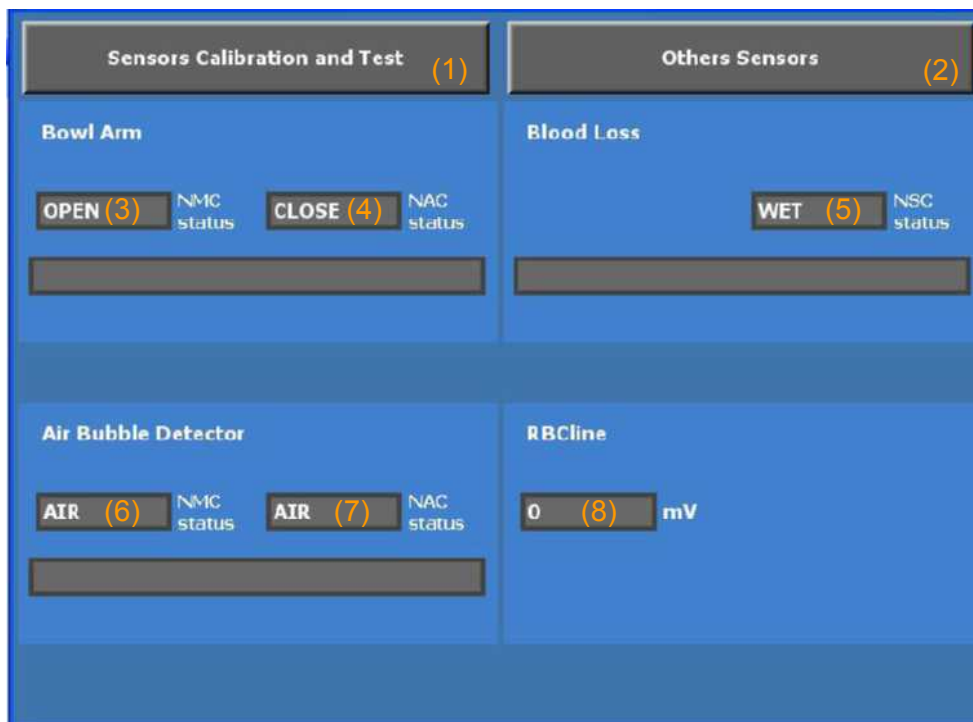 Sensors Calibration and Test (1)
Others Sensors (2)
Bowl Arm
OPEN (3) NMC status
CLOSE (4) NAC status
Blood Loss
WET (5) NSC status
Air Bubble Detector
AIR (6) NMC status
AIR (7) NAC status
RBCline
0 (8) mV